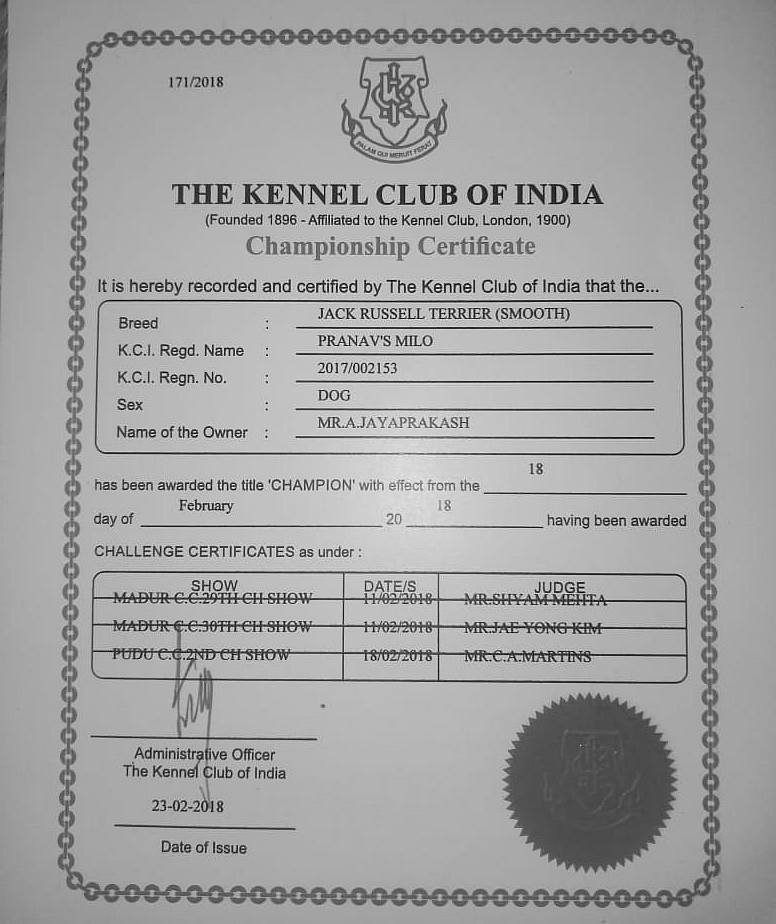 171/2018
PALAM QUI MERUIT FERAT
THE KENNEL CLUB OF INDIA
(Founded 1896 - Affiliated to the Kennel Club, London, 1900)
Championship Certificate
It is hereby recorded and certified by The Kennel Club of India that the...
Breed : JACK RUSSELL TERRIER (SMOOTH)
K.C.I. Regd. Name : PRANAV'S MILO
K.C.I. Regn. No. : 2017/002153
Sex : DOG
Name of the Owner : MR.A.JAYAPRAKASH
has been awarded the title 'CHAMPION' with effect from the 18
day of February 2018 having been awarded
CHALLENGE CERTIFICATES as under :
SHOW DATE/S JUDGE
MADUR C.C.29TH CH SHOW 11/02/2018 MR.SHYAM MEHTA
MADUR C.C.30TH CH SHOW 11/02/2018 MR.JAE YONG KIM
PUDU C.C.2ND CH SHOW 18/02/2018 MR.C.A.MARTINS
Administrative Officer
The Kennel Club of India
23-02-2018
Date of Issue